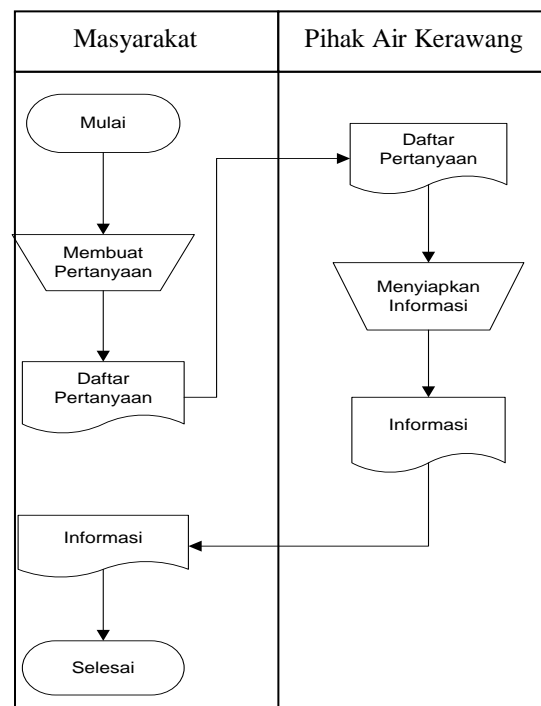 Masyarakat
Pihak Air Kerawang
Mulai
Membuat
Pertanyaan
Daftar
Pertanyaan
Daftar
Pertanyaan
Menyiapkan
Informasi
Informasi
Informasi
Selesai